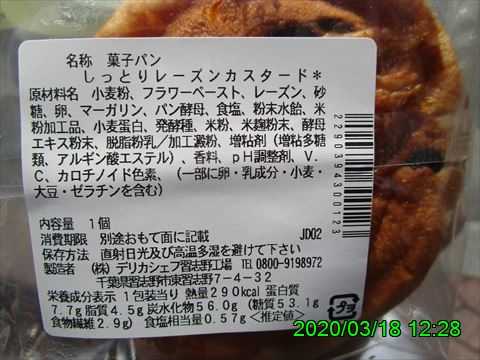 名称 菓子パン
しっとりレーズンカスタード*
原材料名 小麦粉、フラワーペースト、レーズン、砂
糖、卵、マーガリン、パン酵母、食塩、粉末水飴、米
粉加工品、小麦蛋白、発酵種、米粉、米麹粉末、酵母
エキス粉末、脱脂粉乳/加工澱粉、増粘剤(増粘多糖
類、アルギン酸エステル)、香料、pH調整剤、V.
C、カロチノイド色素、(一部に卵・乳成分・小麦・
大豆・ゼラチンを含む)
内容量 1個
消費期限 別途おもて面に記載 JD02
保存方法 直射日光及び高温多湿を避けて下さい
製造者 (株)デリカシェフ習志野工場 TEL0800-9198972
千葉県習志野市東習志野7-4-32
栄養成分表示 1包装当り 熱量290kcal 蛋白質
7.7g 脂質4.5g 炭水化物56.0g (糖質53.1g
食物繊維2.9g) 食塩相当量0.57g <推定値>
2290394300123
プラ
2020/03/18 12:28